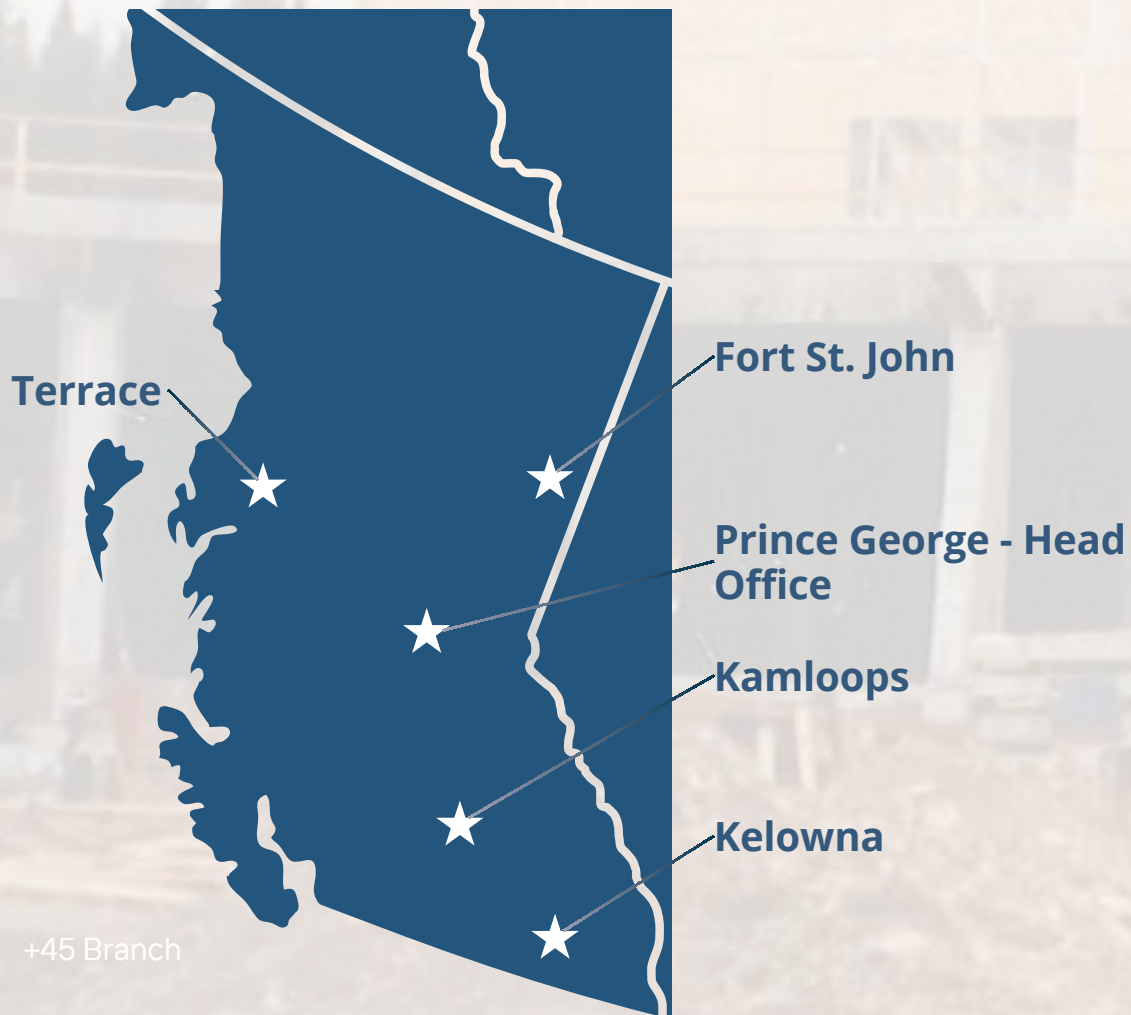 Fort St. John
Terrace
Prince George - Head
Office
Kamloops
Kelowna
+45 Branch